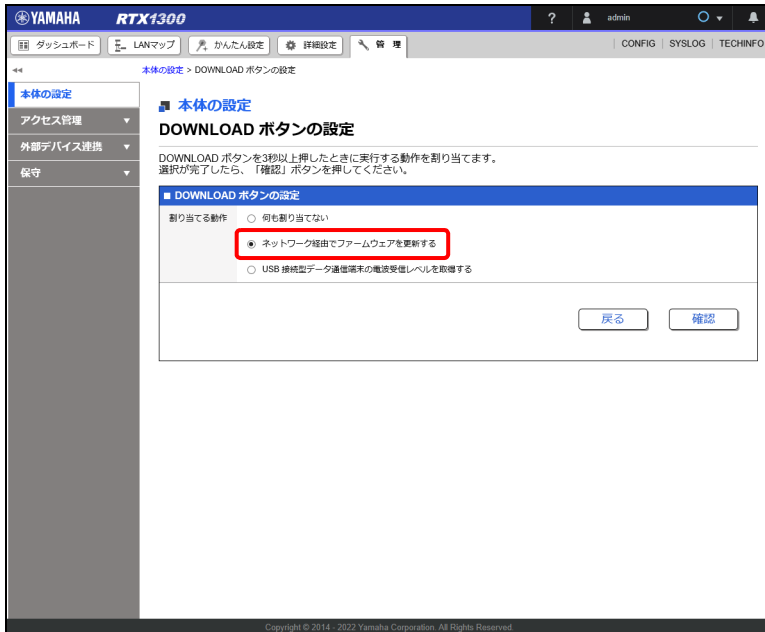 YAMAHA RTX1300 ? admin
ダッシュボード LANマップ かんたん設定 詳細設定 管理 CONFIG SYSLOG TECHINFO
本体の設定 > DOWNLOAD ボタンの設定
本体の設定
アクセス管理
外部デバイス連携
保守
本体の設定
DOWNLOAD ボタンの設定
DOWNLOAD ボタンを3秒以上押したときに実行する動作を割り当てます。
選択が完了したら、「確認」ボタンを押してください。
DOWNLOAD ボタンの設定
割り当てる動作 何も割り当てない
ネットワーク経由でファームウェアを更新する
USB 接続型データ通信端末の電波受信レベルを取得する
戻る 確認
Copyright © 2014 - 2022 Yamaha Corporation. All Rights Reserved.